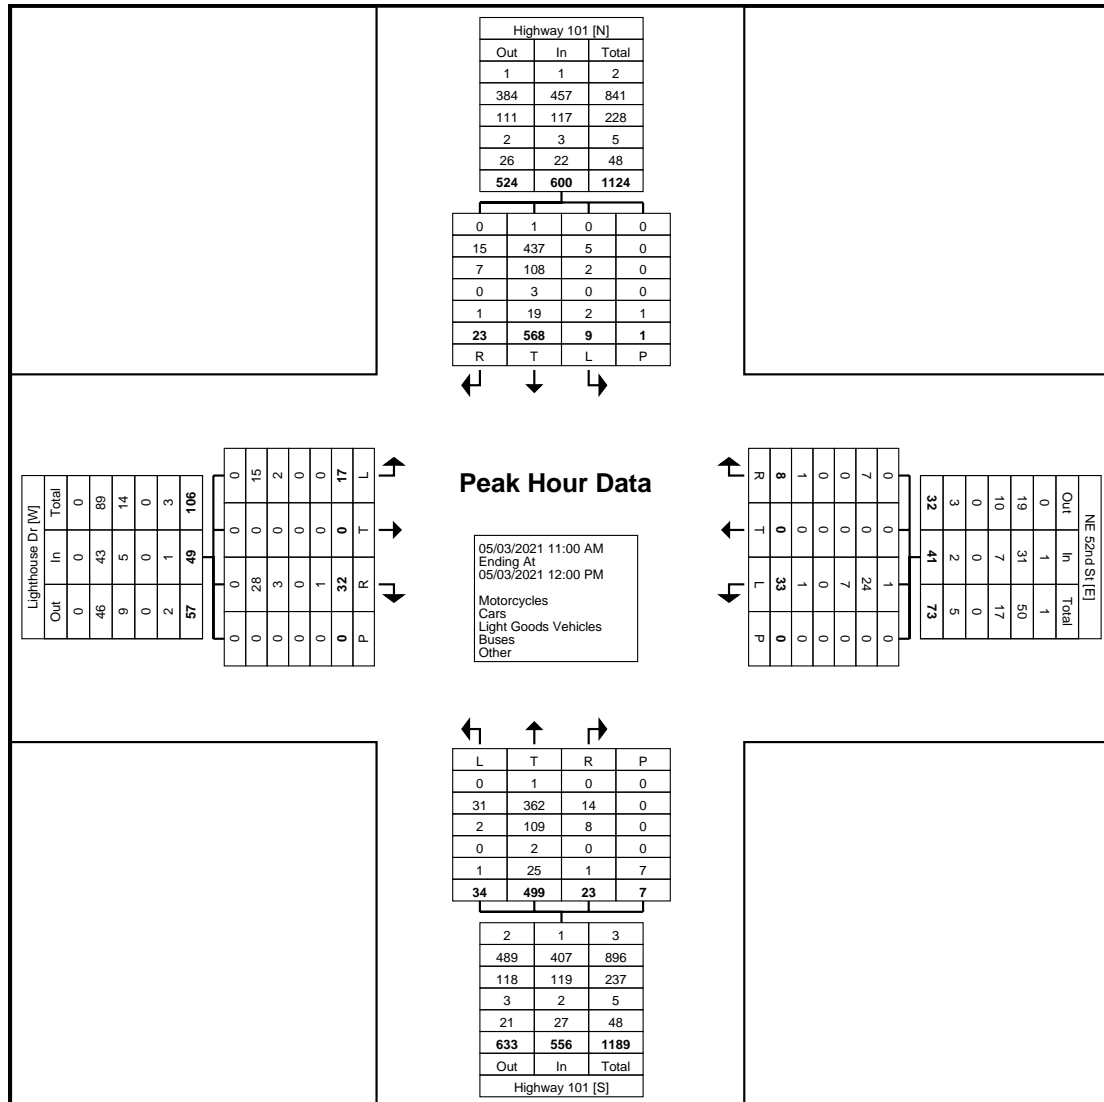 Highway 101 [N]
Out In Total
1 1 2
384 457 841
111 117 228
2 3 5
26 22 48
524 600 1124
0 1 0 0
15 437 5 0
7 108 2 0
0 3 0 0
1 19 2 1
23 568 9 1
R T L P
Lighthouse Dr [W]
Total 0 89 14 0 3 106
In 0 43 5 0 1 49
Out 0 46 9 0 2 57
0 15 2 0 0 17 L
0 0 0 0 0 0 T
0 28 3 0 1 32 R
0 0 0 0 0 0 P
Peak Hour Data
05/03/2021 11:00 AM
Ending At
05/03/2021 12:00 PM
Motorcycles
Cars
Light Goods Vehicles
Buses
Other
R 8 1 0 0 7 0
T 0 0 0 0 0 0
L 33 1 0 7 24 1
P 0 0 0 0 0 0
32 3 0 10 19 0 Out
41 2 0 7 31 1 In
73 5 0 17 50 1 Total
NE 52nd St [E]
L T R P
0 1 0 0
31 362 14 0
2 109 8 0
0 2 0 0
1 25 1 7
34 499 23 7
2 1 3
489 407 896
118 119 237
3 2 5
21 27 48
633 556 1189
Out In Total
Highway 101 [S]